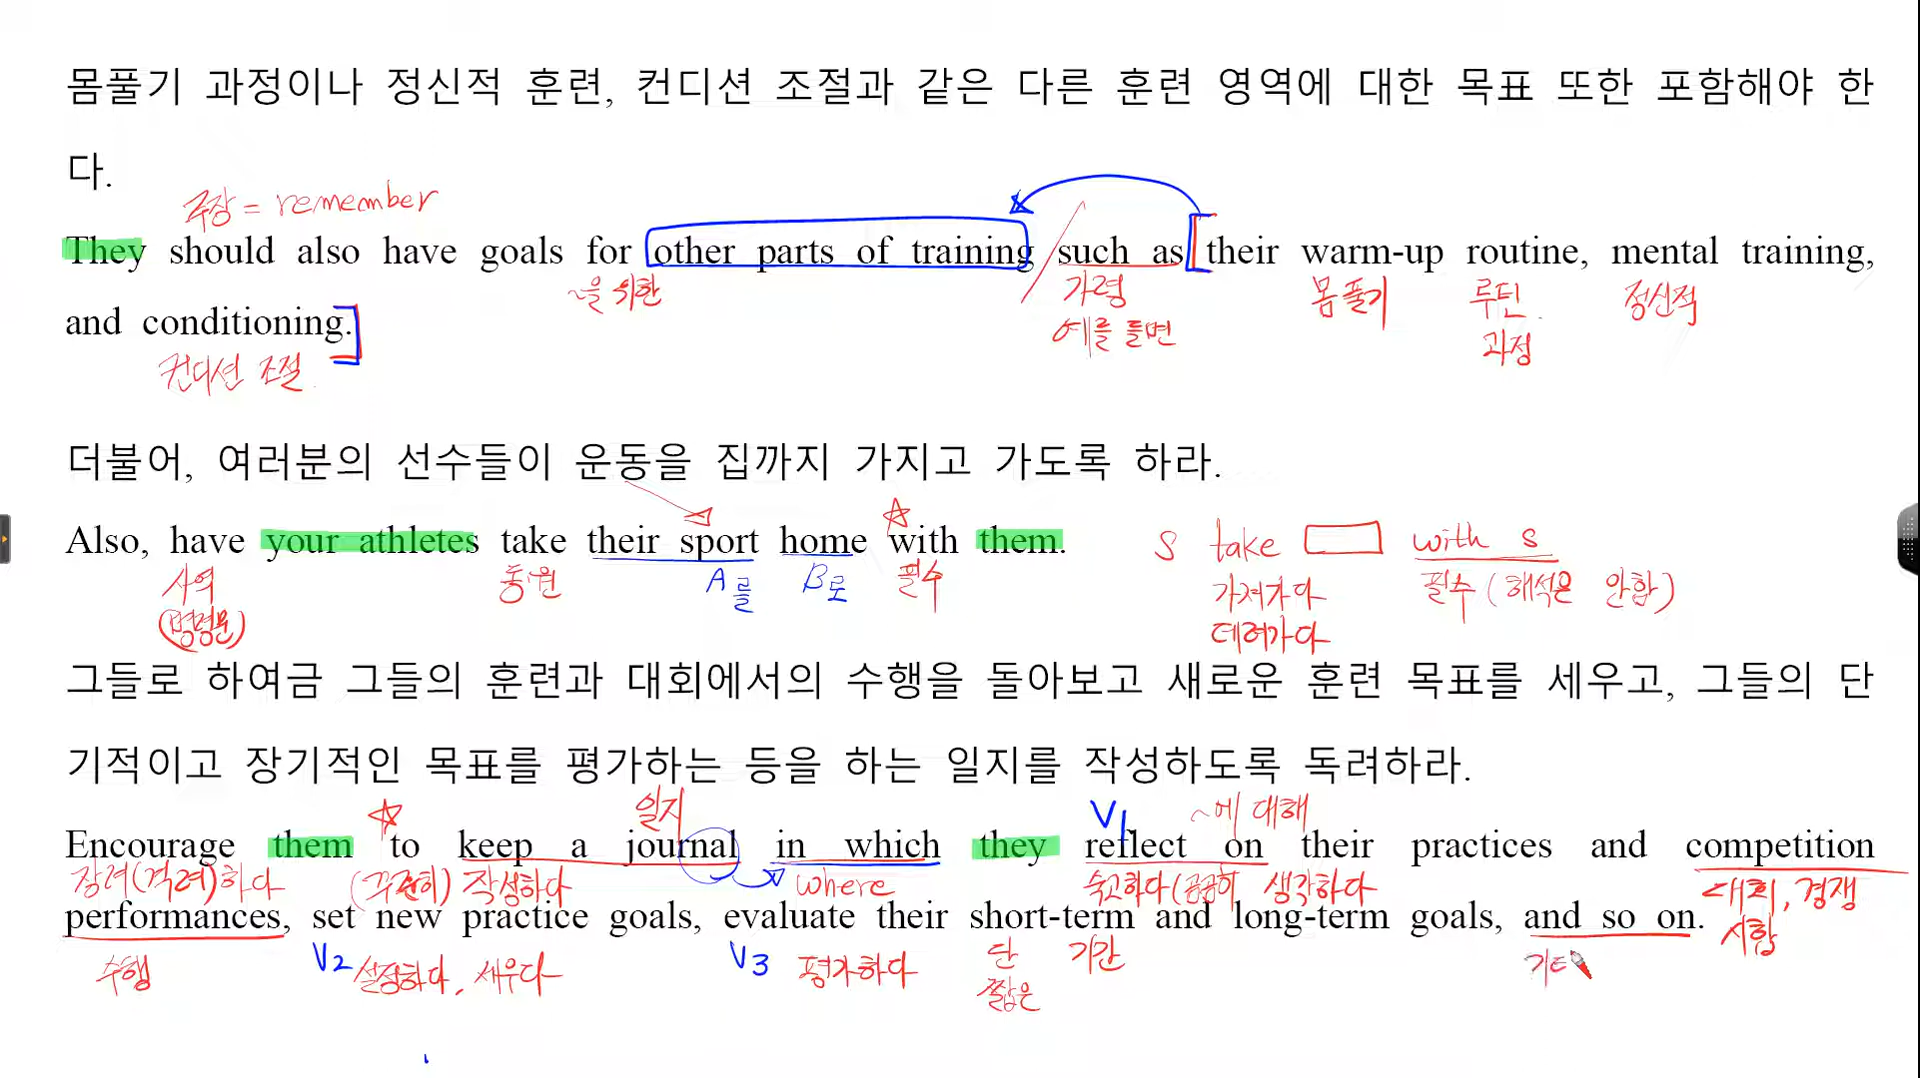 몸풀기 과정이나 정신적 훈련, 컨디션 조절과 같은 다른 훈련 영역에 대한 목표 또한 포함해야 한
다.
주장 = remember
They should also have goals for other parts of training such as their warm-up routine, mental training,
~을 위한 가령 몸풀기 루틴 정신적
예를 들면 과정
and conditioning.
컨디션 조절
더불어, 여러분의 선수들이 운동을 집까지 가지고 가도록 하라.
Also, have your athletes take their sport home with them. S take with s
사역 동원 A를 B로 필수 가져가다 필수 (해석은 안함)
(명령문) 데려가다
그들로 하여금 그들의 훈련과 대회에서의 수행을 돌아보고 새로운 훈련 목표를 세우고, 그들의 단
기적이고 장기적인 목표를 평가하는 등을 하는 일지를 작성하도록 독려하라.
일지 V1 ~에 대해
Encourage them to keep a journal in which they reflect on their practices and competition
장려(격려)하다 (꾸준히) 작성하다 where 숙고하다 (곰곰히 생각하다 대회, 경쟁
performances, set new practice goals, evaluate their short-term and long-term goals, and so on. 시합
수행 V2 설정하다, 세우다 V3 평가하다 단 기간
짧은